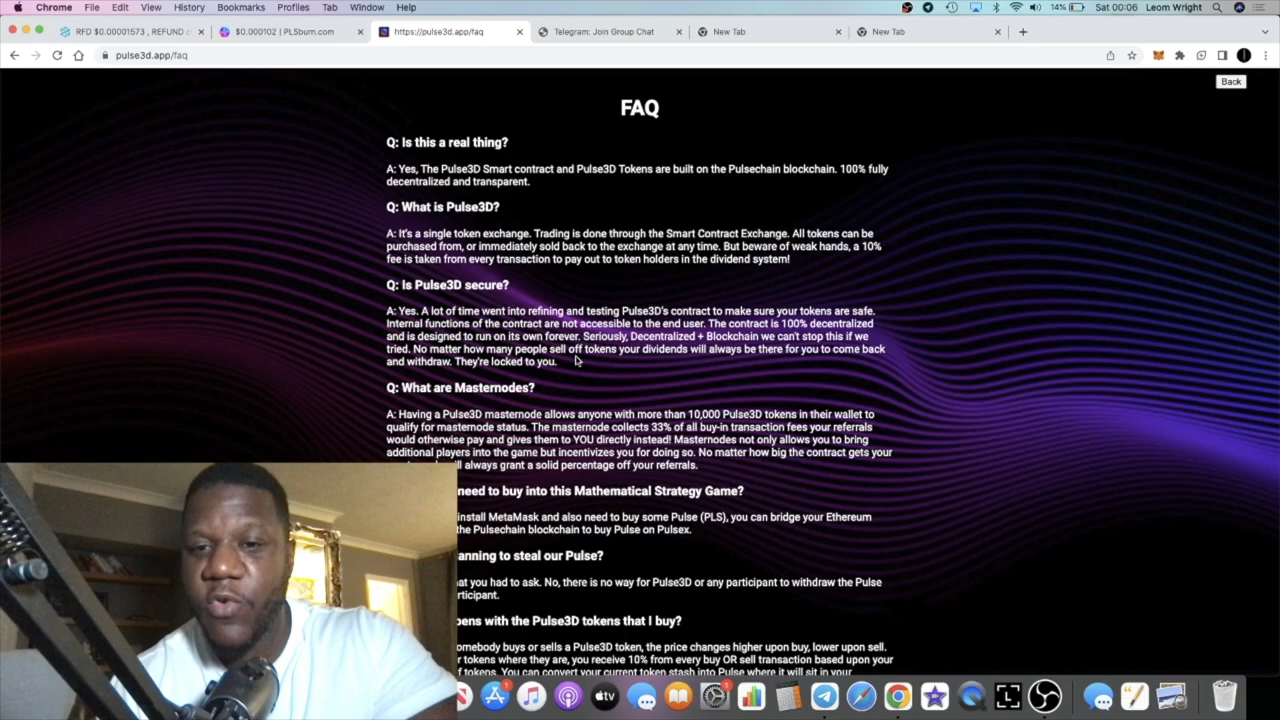 Chrome File Edit View History Bookmarks Profiles Tab Window Help 14% Sat 00:06 Leom Wright
RFD $0.00001573 , REFUND $0.000102 | PLSburn.com https://pulse3d.app/faq Telegram: Join Group Chat New Tab New Tab
pulse3d.app/faq
Back
FAQ
Q: Is this a real thing?
A: Yes, The Pulse3D Smart contract and Pulse3D Tokens are built on the Pulsechain blockchain. 100% fully
decentralized and transparent.
Q: What is Pulse3D?
A: It's a single token exchange. Trading is done through the Smart Contract Exchange. All tokens can be
purchased from, or immediately sold back to the exchange at any time. But beware of weak hands, a 10%
fee is taken from every transaction to pay out to token holders in the dividend system!
Q: Is Pulse3D secure?
A: Yes. A lot of time went into refining and testing Pulse3D's contract to make sure your tokens are safe.
Internal functions of the contract are not accessible to the end user. The contract is 100% decentralized
and is designed to run on its own forever. Seriously, Decentralized + Blockchain we can't stop this if we
tried. No matter how many people sell off tokens your dividends will always be there for you to come back
and withdraw. They're locked to you.
Q: What are Masternodes?
A: Having a Pulse3D masternode allows anyone with more than 10,000 Pulse3D tokens in their wallet to
qualify for masternode status. The masternode collects 33% of all buy-in transaction fees your referrals
would otherwise pay and gives them to YOU directly instead! Masternodes not only allows you to bring
additional players into the game but incentivizes you for doing so. No matter how big the contract gets your
always grant a solid percentage off your referrals.
need to buy into this Mathematical Strategy Game?
install MetaMask and also need to buy some Pulse (PLS), you can bridge your Ethereum
the Pulsechain blockchain to buy Pulse on Pulsex.
anning to steal our Pulse?
at you had to ask. No, there is no way for Pulse3D or any participant to withdraw the Pulse
articipant.
pens with the Pulse3D tokens that I buy?
omebody buys or sells a Pulse3D token, the price changes higher upon buy, lower upon sell.
r tokens where they are, you receive 10% from every buy OR sell transaction based upon your
of tokens. You can convert your current token stash into Pulse where it will sit in your